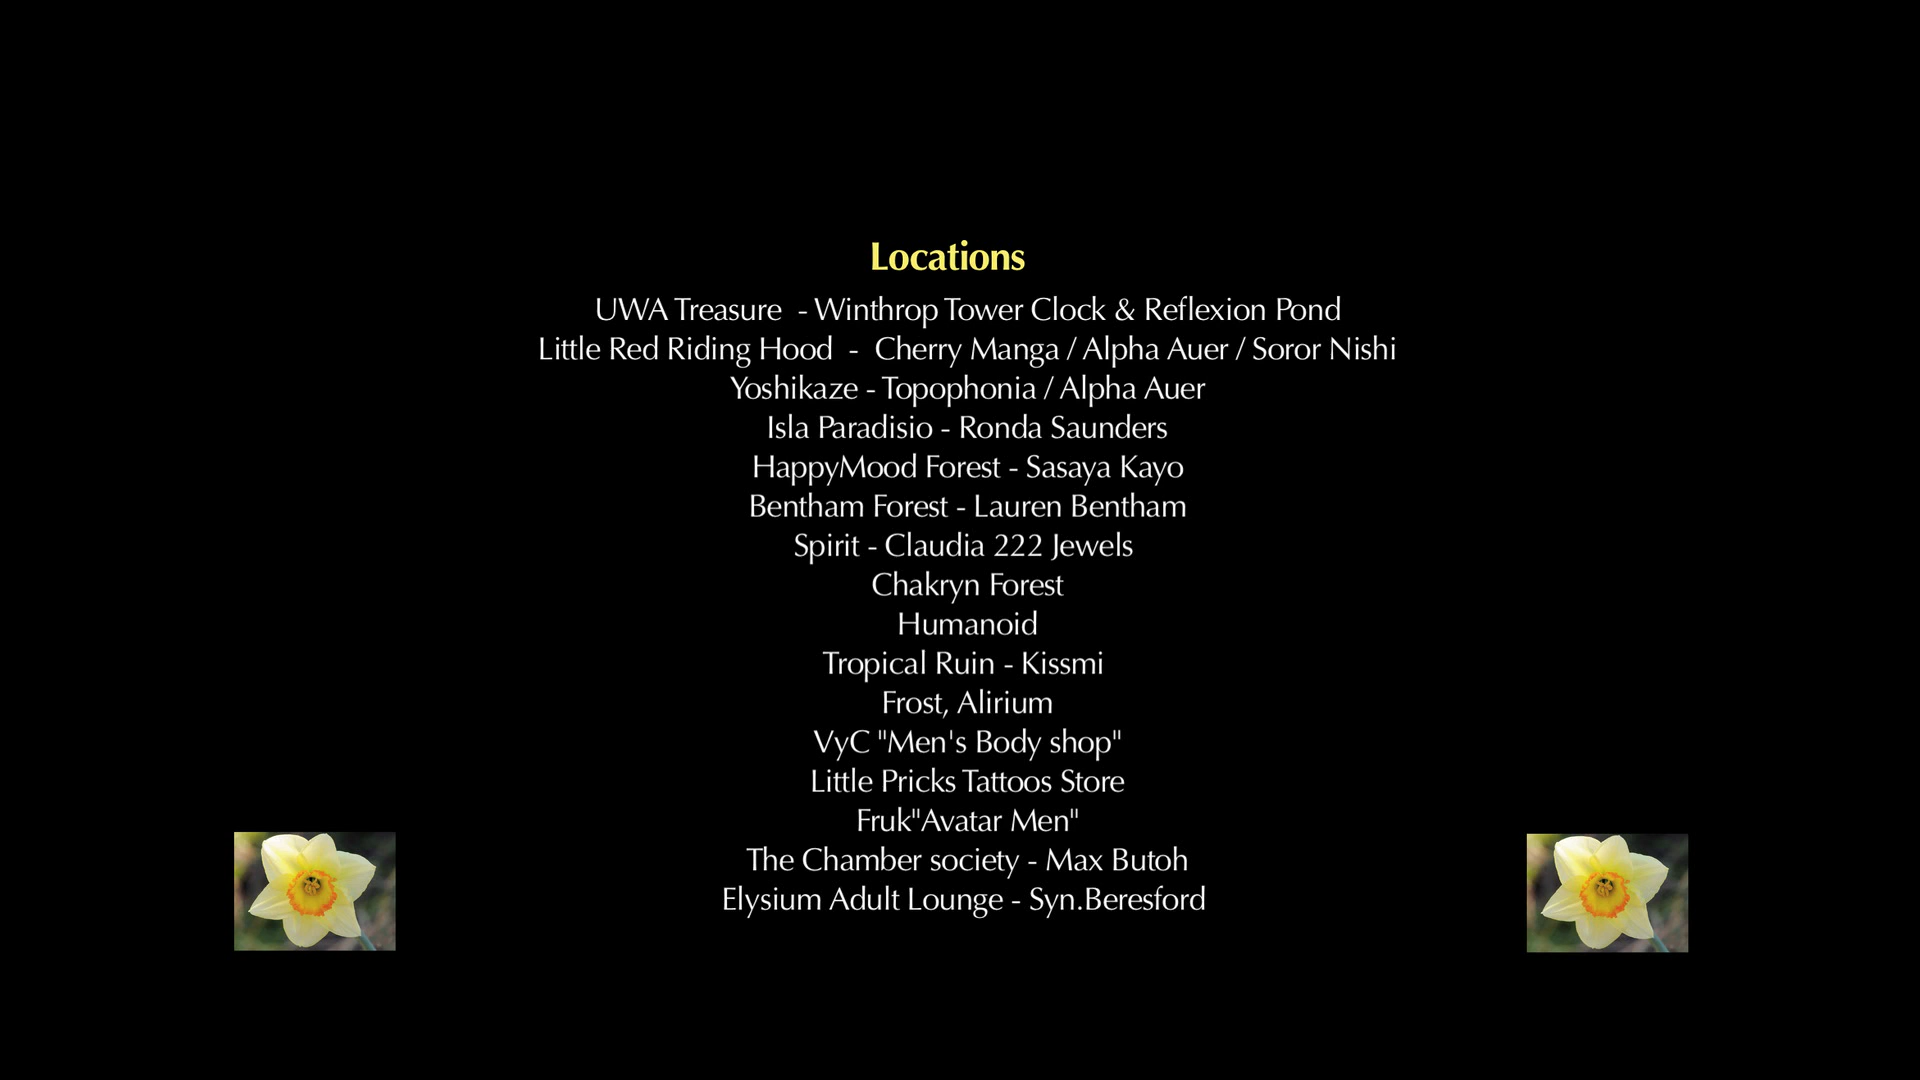 Locations
UWA Treasure - Winthrop Tower Clock & Reflexion Pond
Little Red Riding Hood - Cherry Manga / Alpha Auer / Soror Nishi
Yoshikaze - Topophonia / Alpha Auer
Isla Paradisio - Ronda Saunders
HappyMood Forest - Sasaya Kayo
Bentham Forest - Lauren Bentham
Spirit - Claudia 222 Jewels
Chakryn Forest
Humanoid
Tropical Ruin - Kissmi
Frost, Alirium
VyC "Men's Body shop"
Little Pricks Tattoos Store
Fruk"Avatar Men"
The Chamber society - Max Butoh
Elysium Adult Lounge - Syn.Beresford